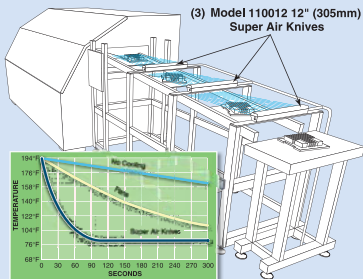 (3) Model 110012 12" (305mm)
Super Air Knives
TEMPERATURE
194°F
176°F
158°F
140°F
122°F
104°F
76°F
68°F
No Cooling
Fans
Super Air Knives
0 30 60 90 120 150 180 210 240 270 300
SECONDS